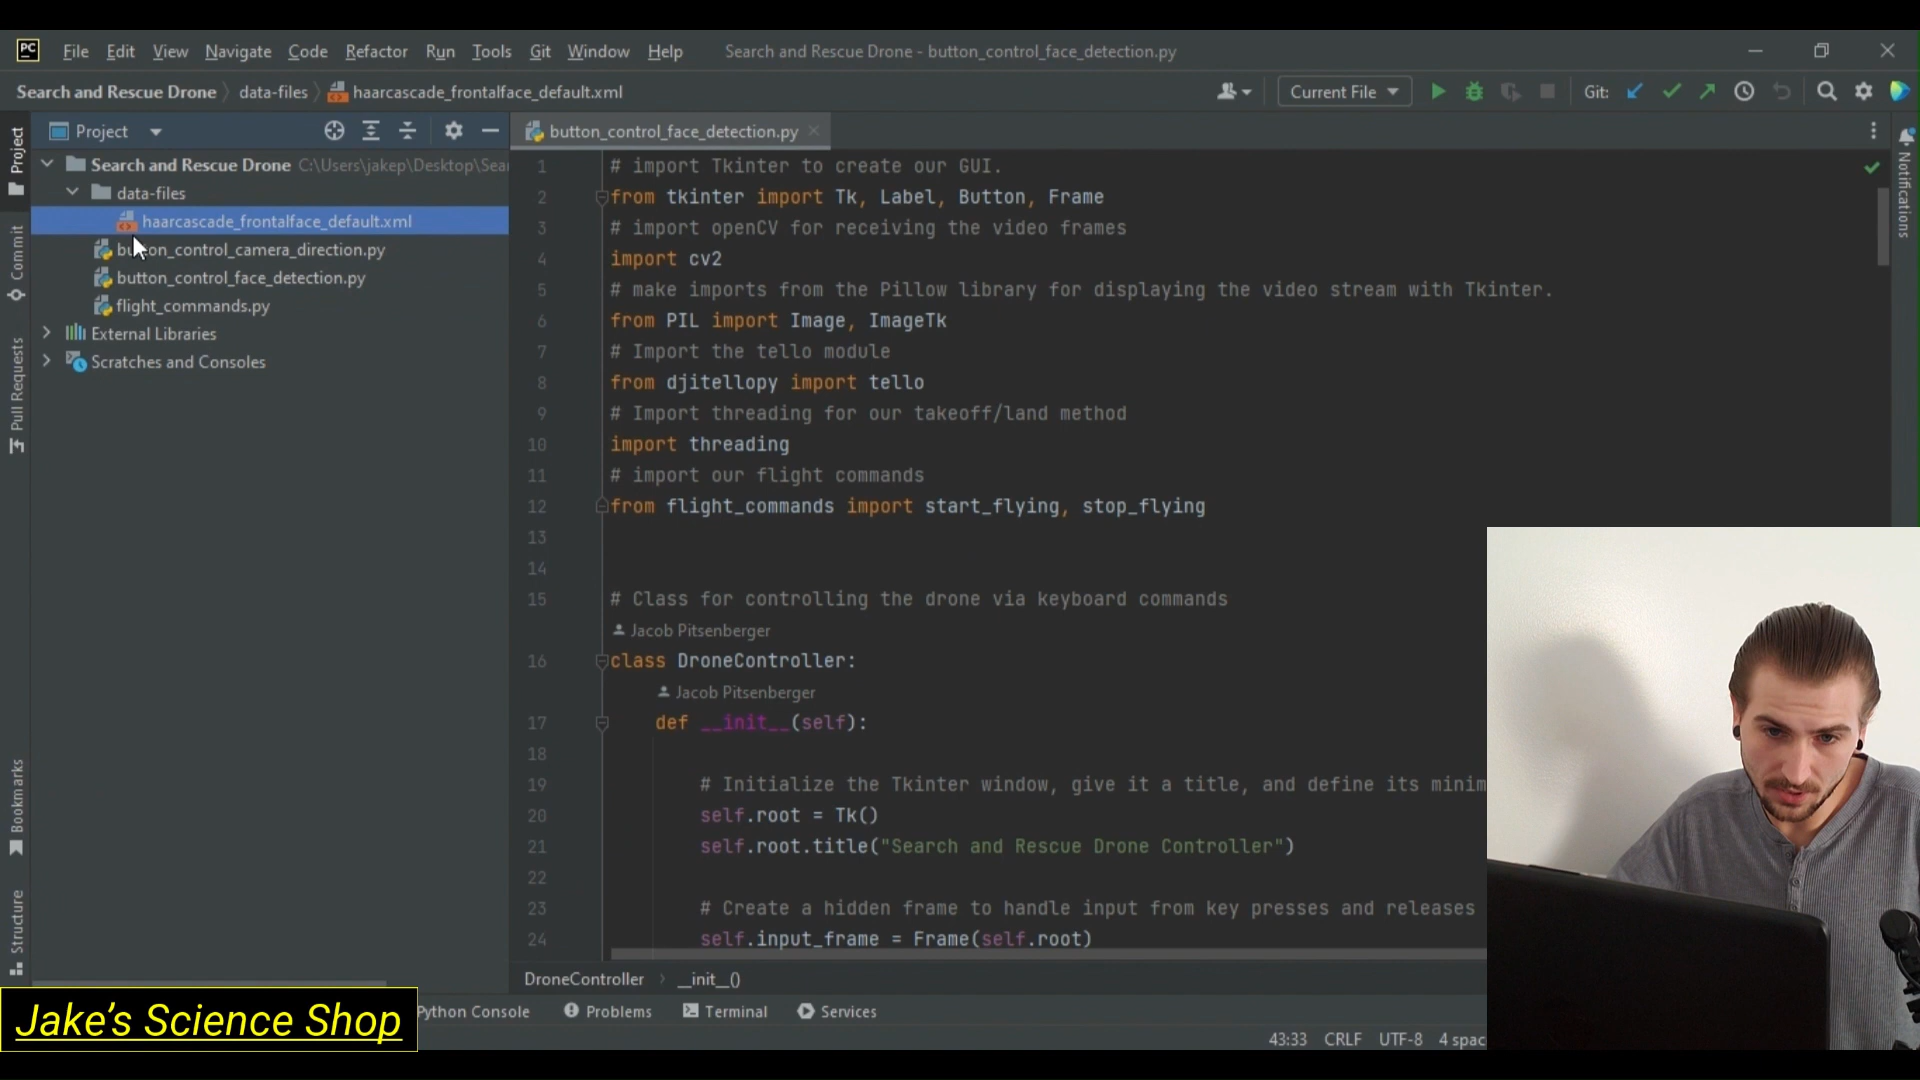 PC File Edit View Navigate Code Refactor Run Tools Git Window Help Search and Rescue Drone - button_control_face_detection.py
Search and Rescue Drone data-files haarcascade_frontalface_default.xml Current File Git:
Project
Search and Rescue Drone C:\Users\jakep\Desktop\Sea
data-files
haarcascade_frontalface_default.xml
button_control_camera_direction.py
button_control_face_detection.py
flight_commands.py
External Libraries
Scratches and Consoles
Project
Commit
Pull Requests
Bookmarks
Structure
button_control_face_detection.py
1 # import Tkinter to create our GUI.
2 from tkinter import Tk, Label, Button, Frame
3 # import openCV for receiving the video frames
4 import cv2
5 # make imports from the Pillow library for displaying the video stream with Tkinter.
6 from PIL import Image, ImageTk
7 # Import the tello module
8 from djitellopy import tello
9 # Import threading for our takeoff/land method
10 import threading
11 # import our flight commands
12 from flight_commands import start_flying, stop_flying
13
14
15 # Class for controlling the drone via keyboard commands
Jacob Pitsenberger
16 class DroneController:
Jacob Pitsenberger
17 def __init__(self):
18
19 # Initialize the Tkinter window, give it a title, and define its minim
20 self.root = Tk()
21 self.root.title("Search and Rescue Drone Controller")
22
23 # Create a hidden frame to handle input from key presses and releases
24 self.input_frame = Frame(self.root)
Notifications
DroneController __init__()
Python Console Problems Terminal Services
43:33 CRLF UTF-8 4 spac
Jake's Science Shop